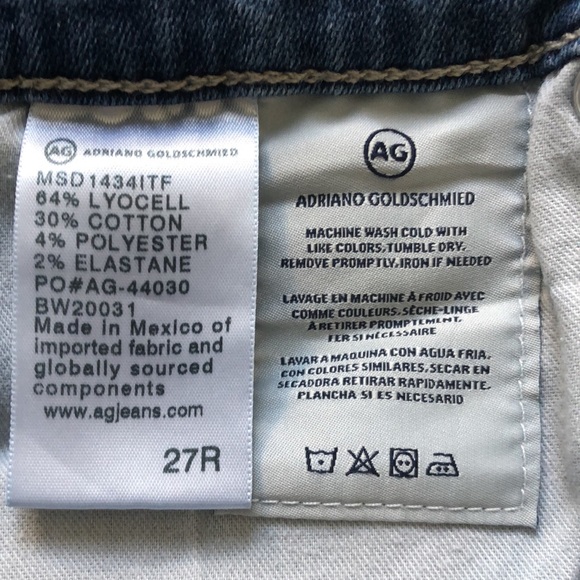 AG ADRIANO GOLDSCHMIED
MSD1434ITF
64% LYOCELL
30% COTTON
4% POLYESTER
2% ELASTANE
PO#AG-44030
BW20031
Made in Mexico of
imported fabric and
globally sourced
components
www.agjeans.com
27R
AG
ADRIANO GOLDSCHMIED
MACHINE WASH COLD WITH
LIKE COLORS. TUMBLE DRY.
REMOVE PROMPTLY. IRON IF NEEDED
LAVAGE EN MACHINE À FROID AVEC
COMME COULEURS. SÈCHE-LINGE
À RETIRER PROMPTEMENT.
FER SI NÉCESSAIRE
LAVAR A MAQUINA CON AGUA FRIA,
CON COLORES SIMILARES. SECAR EN
SECADORA RETIRAR RAPIDAMENTE.
PLANCHA SI ES NECESARIO